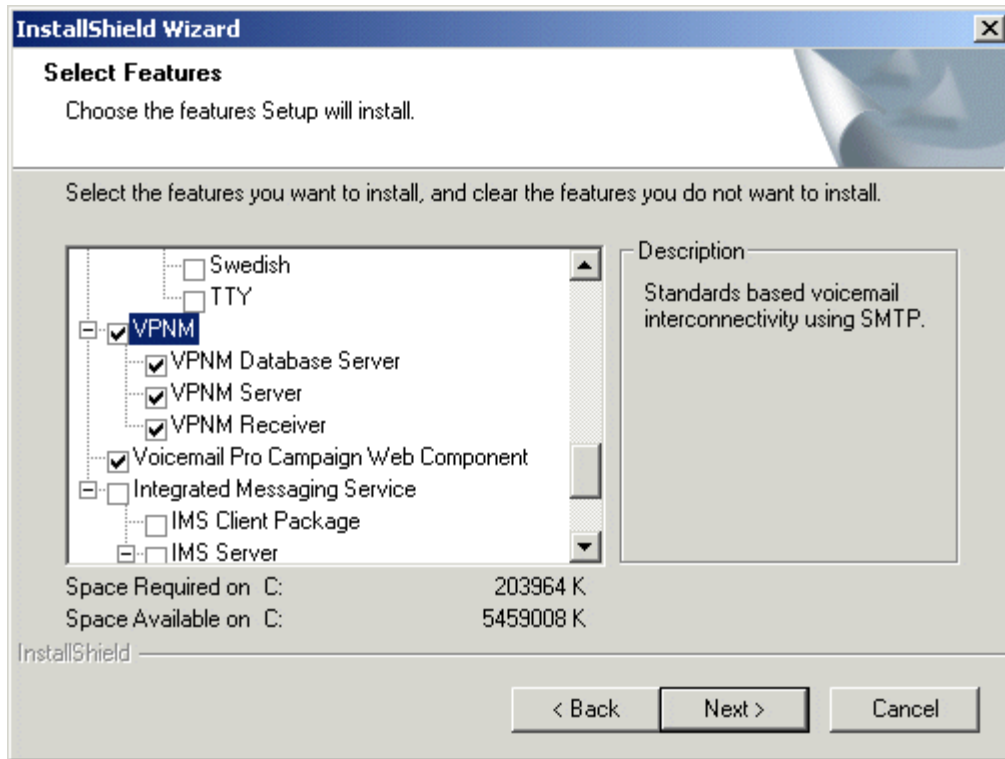 InstallShield Wizard
Select Features
Choose the features Setup will install.
Select the features you want to install, and clear the features you do not want to install.
Swedish
TTY
VPNM
VPNM Database Server
VPNM Server
VPNM Receiver
Voicemail Pro Campaign Web Component
Integrated Messaging Service
IMS Client Package
IMS Server
Description
Standards based voicemail
interconnectivity using SMTP.
Space Required on C: 203964 K
Space Available on C: 5459008 K
InstallShield
< Back Next > Cancel